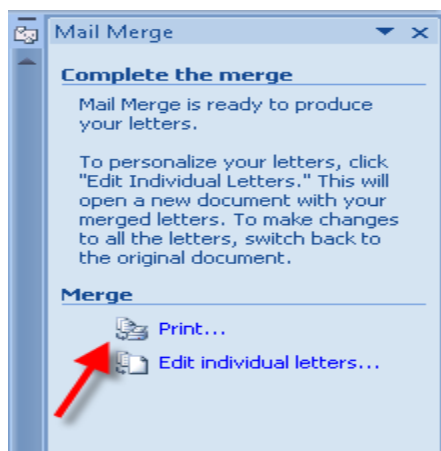 Mail Merge
Complete the merge
Mail Merge is ready to produce
your letters.
To personalize your letters, click
"Edit Individual Letters." This will
open a new document with your
merged letters. To make changes
to all the letters, switch back to
the original document.
Merge
Print...
Edit individual letters...